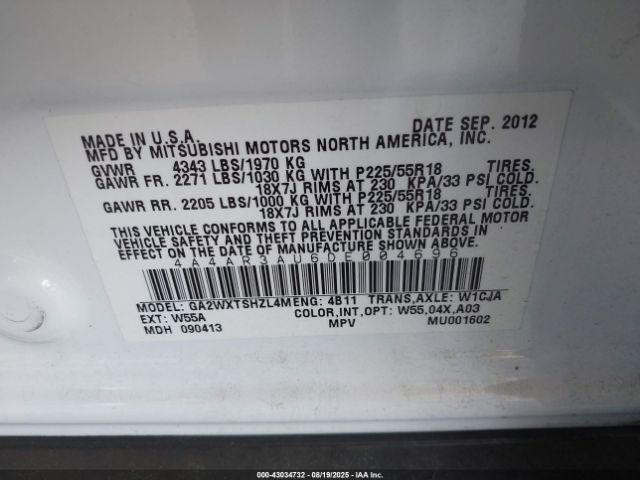 MADE IN U.S.A. DATE SEP. 2012
MFD BY MITSUBISHI MOTORS NORTH AMERICA, INC.
GVWR 4343 LBS/1970 KG
GAWR FR. 2271 LBS/1030 KG WITH P225/55R18 TIRES.
18X7J RIMS AT 230 KPA/33 PSI COLD.
GAWR RR. 2205 LBS/1000 KG WITH P225/55R18 TIRES.
18X7J RIMS AT 230 KPA/33 PSI COLD.
THIS VEHICLE CONFORMS TO ALL APPLICABLE FEDERAL MOTOR
VEHICLE SAFETY AND THEFT PREVENTION STANDARDS IN
EFFECT ON THE DATE OF MANUFACTURE SHOWN ABOVE.
4A4AR3AU6DE004696
MODEL: GA2WXTSHZL4M ENG: 4B11 TRANS,AXLE: W1CJA
EXT: W55A COLOR,INT,OPT: W55,04X,A03
MDH 090413 MPV MU001602
000-43034732 - 08/19/2025 - IAA Inc.